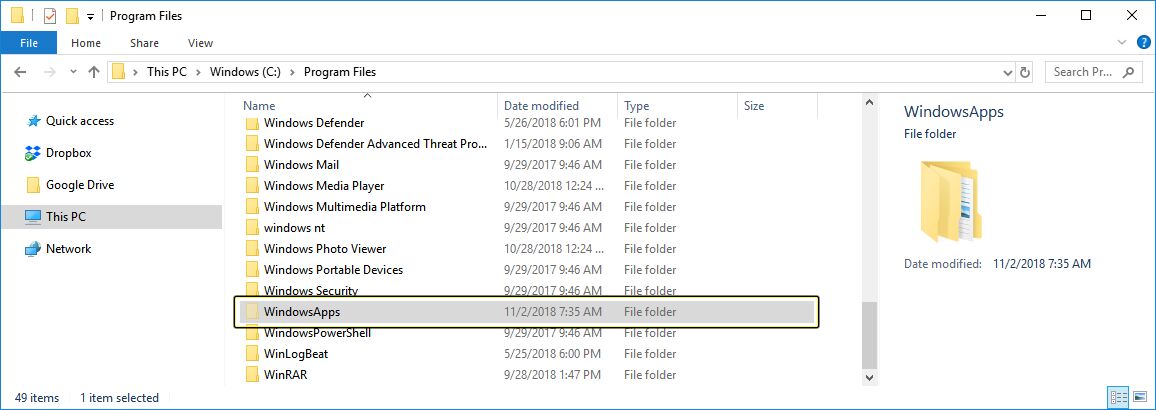 Program Files
File Home Share View
This PC > Windows (C:) > Program Files
Search Pr...
Quick access
Dropbox
Google Drive
This PC
Network
Name Date modified Type Size
Windows Defender 5/26/2018 6:01 PM File folder
Windows Defender Advanced Threat Pro... 1/15/2018 9:06 AM File folder
Windows Mail 9/29/2017 9:46 AM File folder
Windows Media Player 10/28/2018 12:24 ... File folder
Windows Multimedia Platform 9/29/2017 9:46 AM File folder
windows nt 9/29/2017 9:46 AM File folder
Windows Photo Viewer 10/28/2018 12:24 ... File folder
Windows Portable Devices 9/29/2017 9:46 AM File folder
Windows Security 9/29/2017 9:46 AM File folder
WindowsApps 11/2/2018 7:35 AM File folder
WindowsPowerShell 9/29/2017 9:46 AM File folder
WinLogBeat 5/25/2018 6:00 PM File folder
WinRAR 9/28/2018 1:47 PM File folder
WindowsApps
File folder
Date modified: 11/2/2018 7:35 AM
49 items 1 item selected